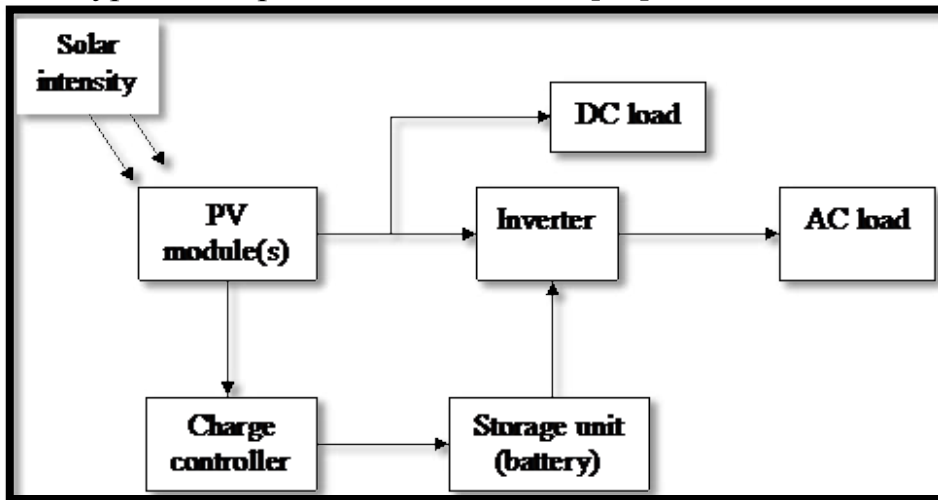 Solar
intensity
DC load
PV
module(s)
Inverter
AC load
Charge
controller
Storage unit
(battery)